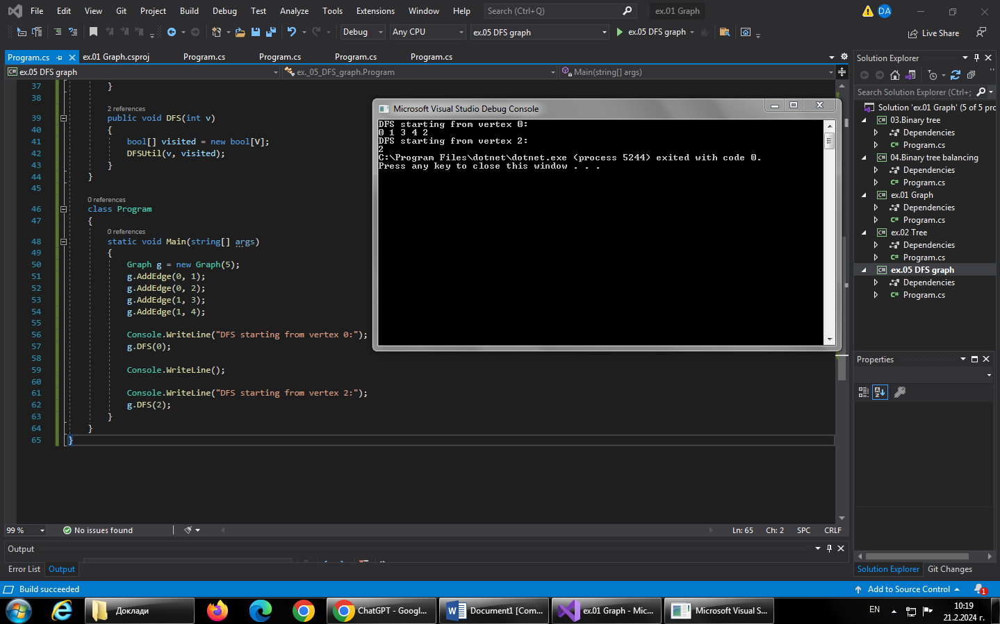 File Edit View Git Project Build Debug Test Analyze Tools Extensions Window Help Search (Ctrl+Q) ex.01 Graph DA
Debug Any CPU ex.05 DFS graph ex.05 DFS graph Live Share
Program.cs ex.01 Graph.csproj Program.cs Program.cs Program.cs Program.cs
ex.05 DFS graph ex._05_DFS_graph.Program Main(string[] args)
37 }
38
2 references
39 public void DFS(int v)
40 {
41 bool[] visited = new bool[V];
42 DFSUtil(v, visited);
43 }
44 }
45
0 references
46 class Program
47 {
0 references
48 static void Main(string[] args)
49 {
50 Graph g = new Graph(5);
51 g.AddEdge(0, 1);
52 g.AddEdge(0, 2);
53 g.AddEdge(1, 3);
54 g.AddEdge(1, 4);
55
56 Console.WriteLine("DFS starting from vertex 0:");
57 g.DFS(0);
58
59 Console.WriteLine();
60
61 Console.WriteLine("DFS starting from vertex 2:");
62 g.DFS(2);
63 }
64 }
65 }
Microsoft Visual Studio Debug Console
DFS starting from vertex 0:
0 1 3 4 2
DFS starting from vertex 2:
2
C:\Program Files\dotnet\dotnet.exe (process 5244) exited with code 0.
Press any key to close this window . . .
Solution Explorer
Search Solution Explorer (Ctrl+;
Solution 'ex.01 Graph' (5 of 5 pro
03.Binary tree
Dependencies
C# Program.cs
04.Binary tree balancing
Dependencies
C# Program.cs
ex.01 Graph
Dependencies
C# Program.cs
ex.02 Tree
Dependencies
C# Program.cs
ex.05 DFS graph
Dependencies
C# Program.cs
Properties
Solution Explorer Git Changes
99 % No issues found Ln: 65 Ch: 2 SPC CRLF
Output
Error List Output
Build succeeded Add to Source Control 1
Доклади ChatGPT - Googl... Document1 [Com... ex.01 Graph - Mic... Microsoft Visual S... EN 10:19
21.2.2024 г.